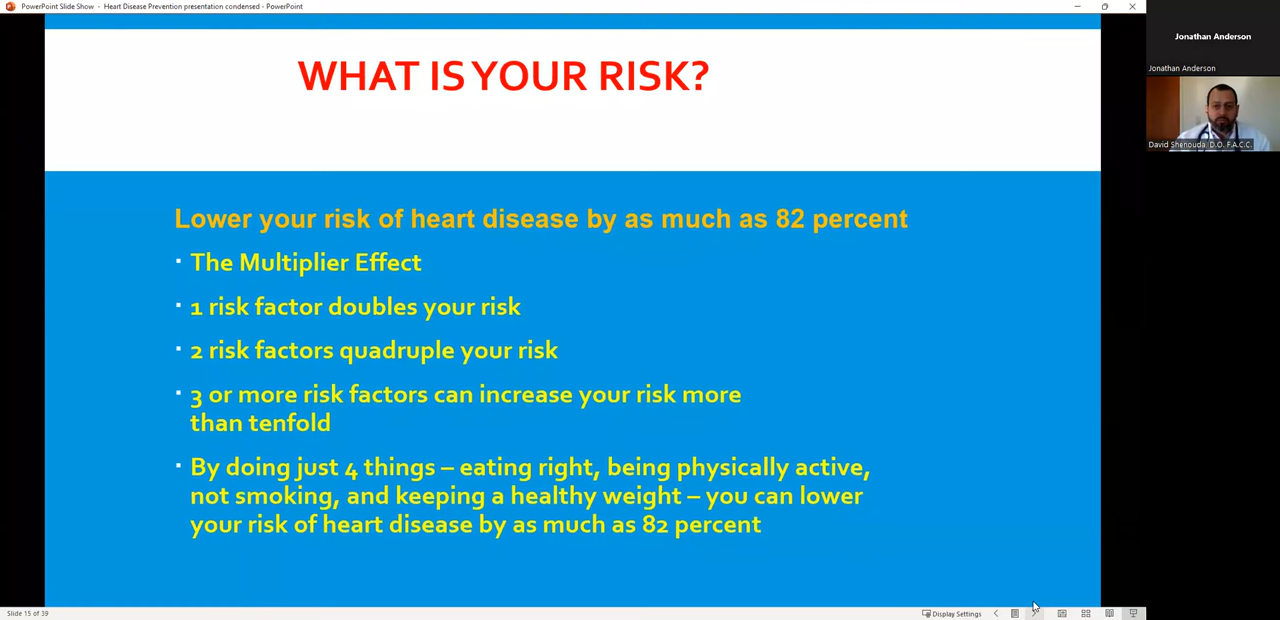 PowerPoint Slide Show - Heart Disease Prevention presentation condensed - PowerPoint
WHAT IS YOUR RISK?
Lower your risk of heart disease by as much as 82 percent
▪ The Multiplier Effect
▪ 1 risk factor doubles your risk
▪ 2 risk factors quadruple your risk
▪ 3 or more risk factors can increase your risk more
than tenfold
▪ By doing just 4 things – eating right, being physically active,
not smoking, and keeping a healthy weight – you can lower
your risk of heart disease by as much as 82 percent
Slide 15 of 39
Display Settings
Jonathan Anderson
Jonathan Anderson
David Shenouda, D.O. F.A.C.C.